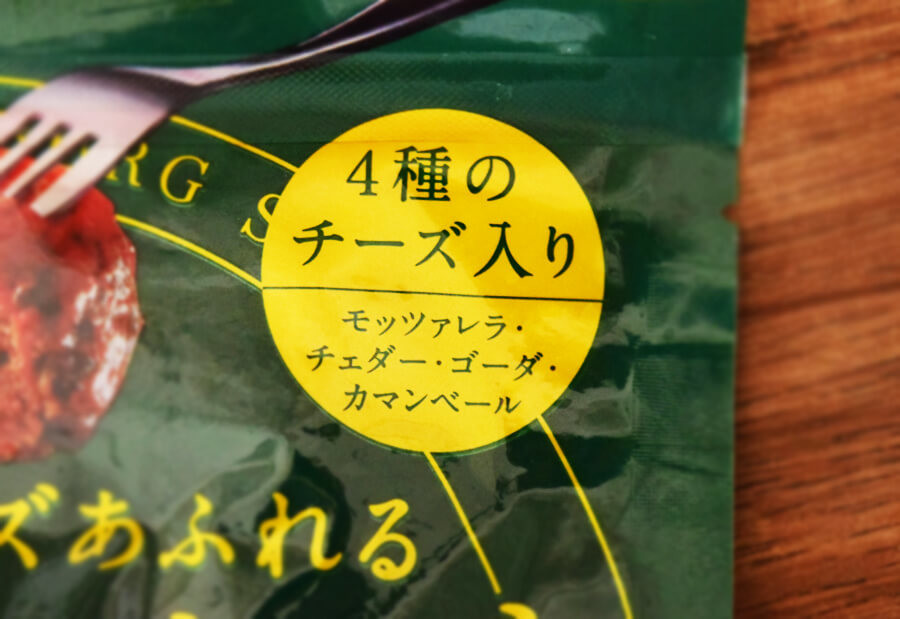 RG S
4種の
チーズ入り
モッツァレラ・
チェダー・ゴーダ・
カマンベール
ズあふれる